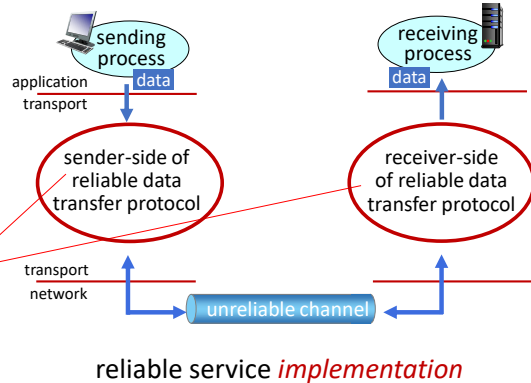 sending
process
data
receiving
process
data
application
transport
sender-side of
reliable data
transfer protocol
receiver-side
of reliable data
transfer protocol
transport
network
unreliable channel
reliable service implementation